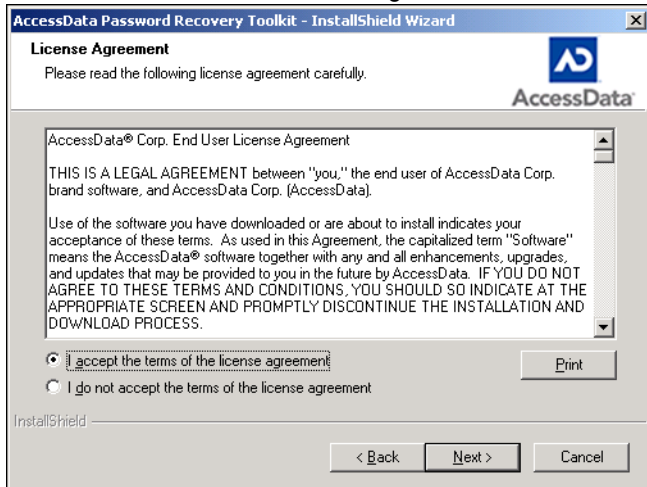 AccessData Password Recovery Toolkit - InstallShield Wizard
License Agreement
Please read the following license agreement carefully.
AccessData
AccessData® Corp. End User License Agreement
THIS IS A LEGAL AGREEMENT between "you," the end user of AccessData Corp.
brand software, and AccessData Corp. (AccessData).
Use of the software you have downloaded or are about to install indicates your
acceptance of these terms. As used in this Agreement, the capitalized term "Software"
means the AccessData® software together with any and all enhancements, upgrades,
and updates that may be provided to you in the future by AccessData. IF YOU DO NOT
AGREE TO THESE TERMS AND CONDITIONS, YOU SHOULD SO INDICATE AT THE
APPROPRIATE SCREEN AND PROMPTLY DISCONTINUE THE INSTALLATION AND
DOWNLOAD PROCESS.
I accept the terms of the license agreement
Print
I do not accept the terms of the license agreement
InstallShield
< Back
Next >
Cancel